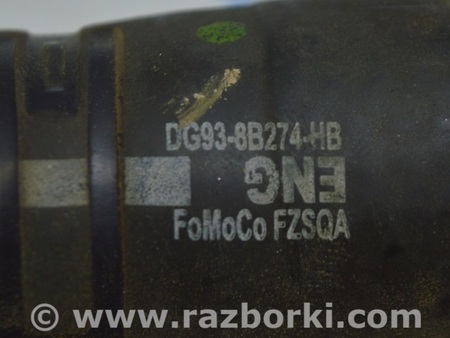 DG93-8B274-HB
ENG
FoMoCo FZSQA
© www.razborki.com